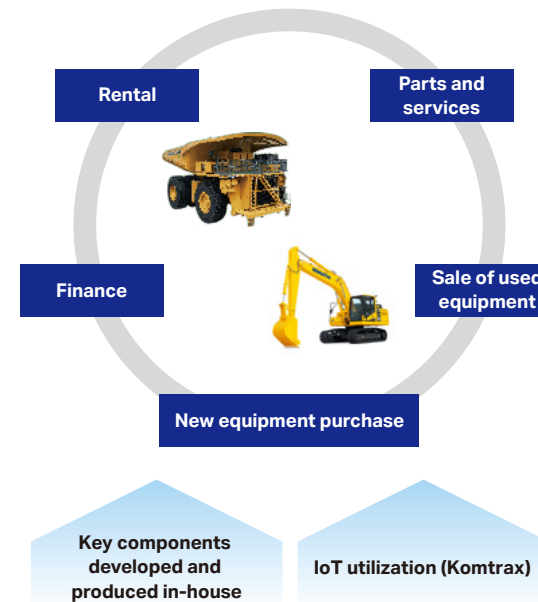 Rental
Parts and
services
Finance
Sale of used
equipment
New equipment purchase
Key components
developed and
produced in-house
IoT utilization (Komtrax)